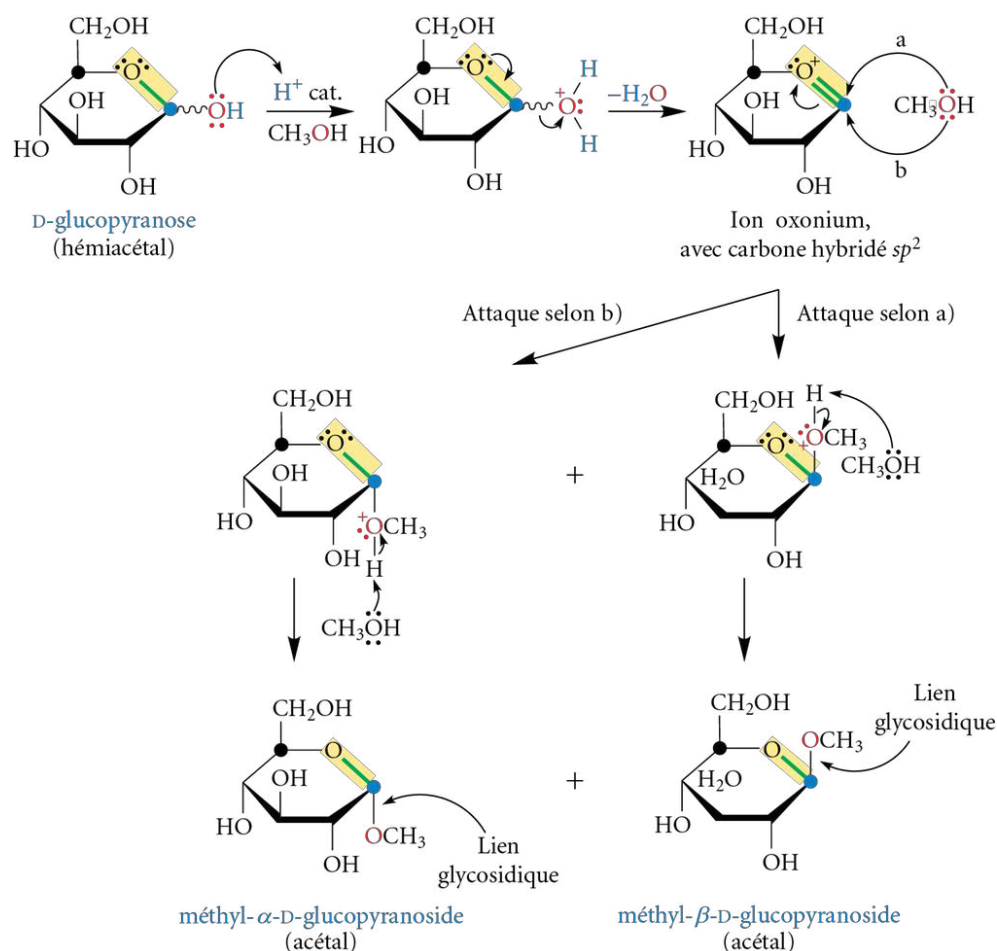 CH₂OH
O
OH
OH
HO
OH
D-glucopyranose
(hémiacétal)
H⁺ cat.
CH₃OH
CH₂OH
O
H
+
O
H
OH
HO
OH
–H₂O
CH₂OH
O⁺
OH
HO
OH
a
CH₃OH
b
Ion oxonium,
avec carbone hybridé sp²
Attaque selon b)
Attaque selon a)
CH₂OH
O
OH
HO
OH
+
OCH₃
H
CH₃OH
+
CH₂OH
O
H
+
OCH₃
CH₃OH
H₂O
HO
OH
CH₂OH
O
OH
HO
OH
OCH₃
Lien
glycosidique
méthyl-α-D-glucopyranoside
(acétal)
+
CH₂OH
O
OCH₃
H₂O
HO
OH
Lien
glycosidique
méthyl-β-D-glucopyranoside
(acétal)